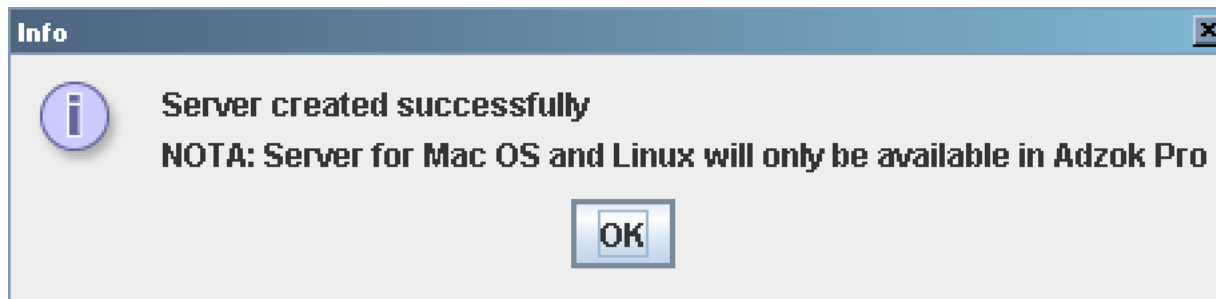 Info
Server created successfully
NOTA: Server for Mac OS and Linux will only be available in Adzok Pro
OK